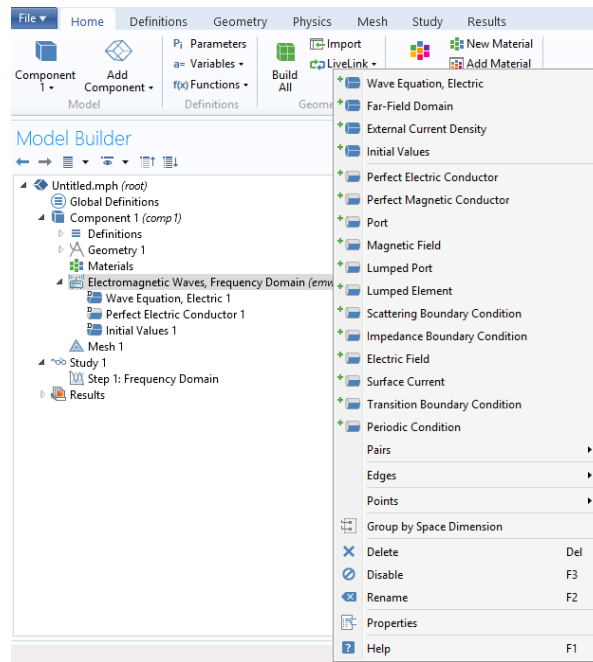 File
Home Definitions Geometry Physics Mesh Study Results
Component 1
Add Component
Model
Pi Parameters
a= Variables
f(x) Functions
Definitions
Build All
Import
LiveLink
Geome
New Material
Add Material
Model Builder
Untitled.mph (root)
Global Definitions
Component 1 (comp1)
Definitions
Geometry 1
Materials
Electromagnetic Waves, Frequency Domain (emw
Wave Equation, Electric 1
Perfect Electric Conductor 1
Initial Values 1
Mesh 1
Study 1
Step 1: Frequency Domain
Results
Wave Equation, Electric
Far-Field Domain
External Current Density
Initial Values
Perfect Electric Conductor
Perfect Magnetic Conductor
Port
Magnetic Field
Lumped Port
Lumped Element
Scattering Boundary Condition
Impedance Boundary Condition
Electric Field
Surface Current
Transition Boundary Condition
Periodic Condition
Pairs
Edges
Points
Group by Space Dimension
Delete Del
Disable F3
Rename F2
Properties
Help F1